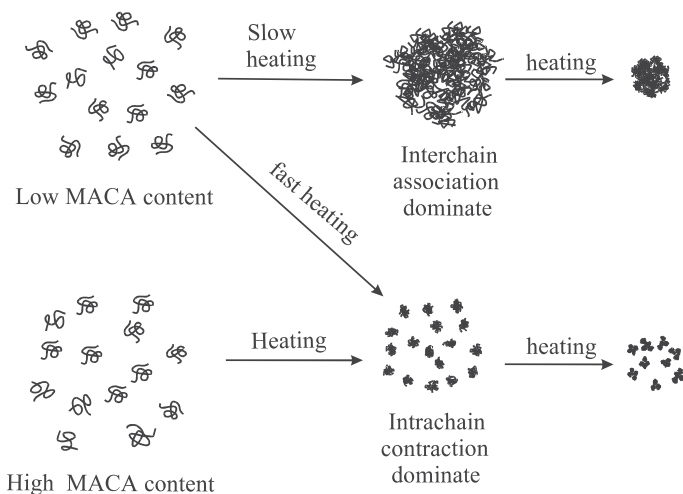 Slow
heating
heating
Interchain
association
dominate
Low MACA content
fast heating
Heating
heating
Intrachain
contraction
dominate
High MACA content